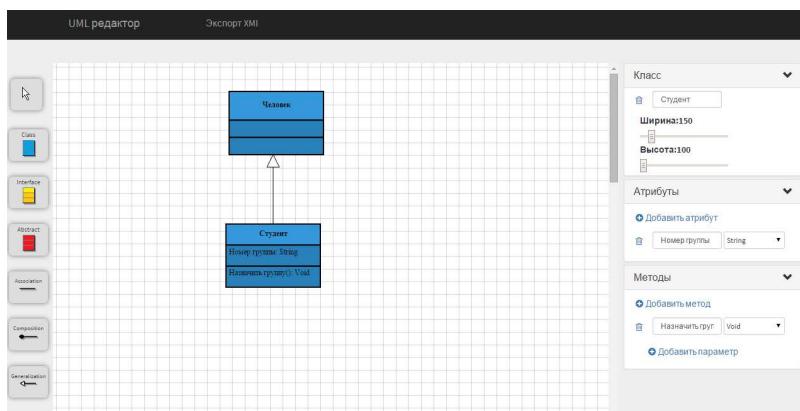 UML редактор
Экспорт XMI
Class
Interface
Abstract
Association
Composition
Generalization
Человек
Студент
Номер группы: String
Назначить группу(): Void
Класс
Студент
Ширина:150
Высота:100
Атрибуты
Добавить атрибут
Номер группы String
Методы
Добавить метод
Назначить груп Void
Добавить параметр